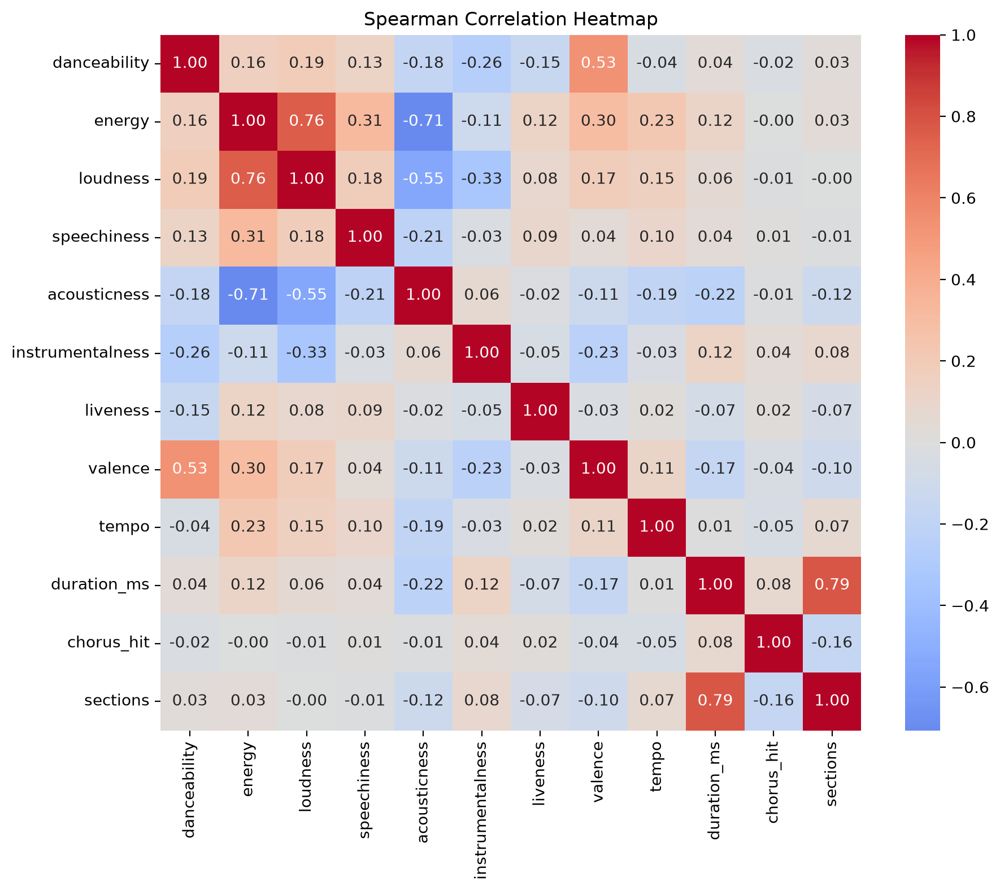 Spearman Correlation Heatmap
danceability 1.00 0.16 0.19 0.13 -0.18 -0.26 -0.15 0.53 -0.04 0.04 -0.02 0.03
energy 0.16 1.00 0.76 0.31 -0.71 -0.11 0.12 0.30 0.23 0.12 -0.00 0.03
loudness 0.19 0.76 1.00 0.18 -0.55 -0.33 0.08 0.17 0.15 0.06 -0.01 -0.00
speechiness 0.13 0.31 0.18 1.00 -0.21 -0.03 0.09 0.04 0.10 0.04 0.01 -0.01
acousticness -0.18 -0.71 -0.55 -0.21 1.00 0.06 -0.02 -0.11 -0.19 -0.22 -0.01 -0.12
instrumentalness -0.26 -0.11 -0.33 -0.03 0.06 1.00 -0.05 -0.23 -0.03 0.12 0.04 0.08
liveness -0.15 0.12 0.08 0.09 -0.02 -0.05 1.00 -0.03 0.02 -0.07 0.02 -0.07
valence 0.53 0.30 0.17 0.04 -0.11 -0.23 -0.03 1.00 0.11 -0.17 -0.04 -0.10
tempo -0.04 0.23 0.15 0.10 -0.19 -0.03 0.02 0.11 1.00 0.01 -0.05 0.07
duration_ms 0.04 0.12 0.06 0.04 -0.22 0.12 -0.07 -0.17 0.01 1.00 0.08 0.79
chorus_hit -0.02 -0.00 -0.01 0.01 -0.01 0.04 0.02 -0.04 -0.05 0.08 1.00 -0.16
sections 0.03 0.03 -0.00 -0.01 -0.12 0.08 -0.07 -0.10 0.07 0.79 -0.16 1.00
danceability
energy
loudness
speechiness
acousticness
instrumentalness
liveness
valence
tempo
duration_ms
chorus_hit
sections
1.0
0.8
0.6
0.4
0.2
0.0
−0.2
−0.4
−0.6